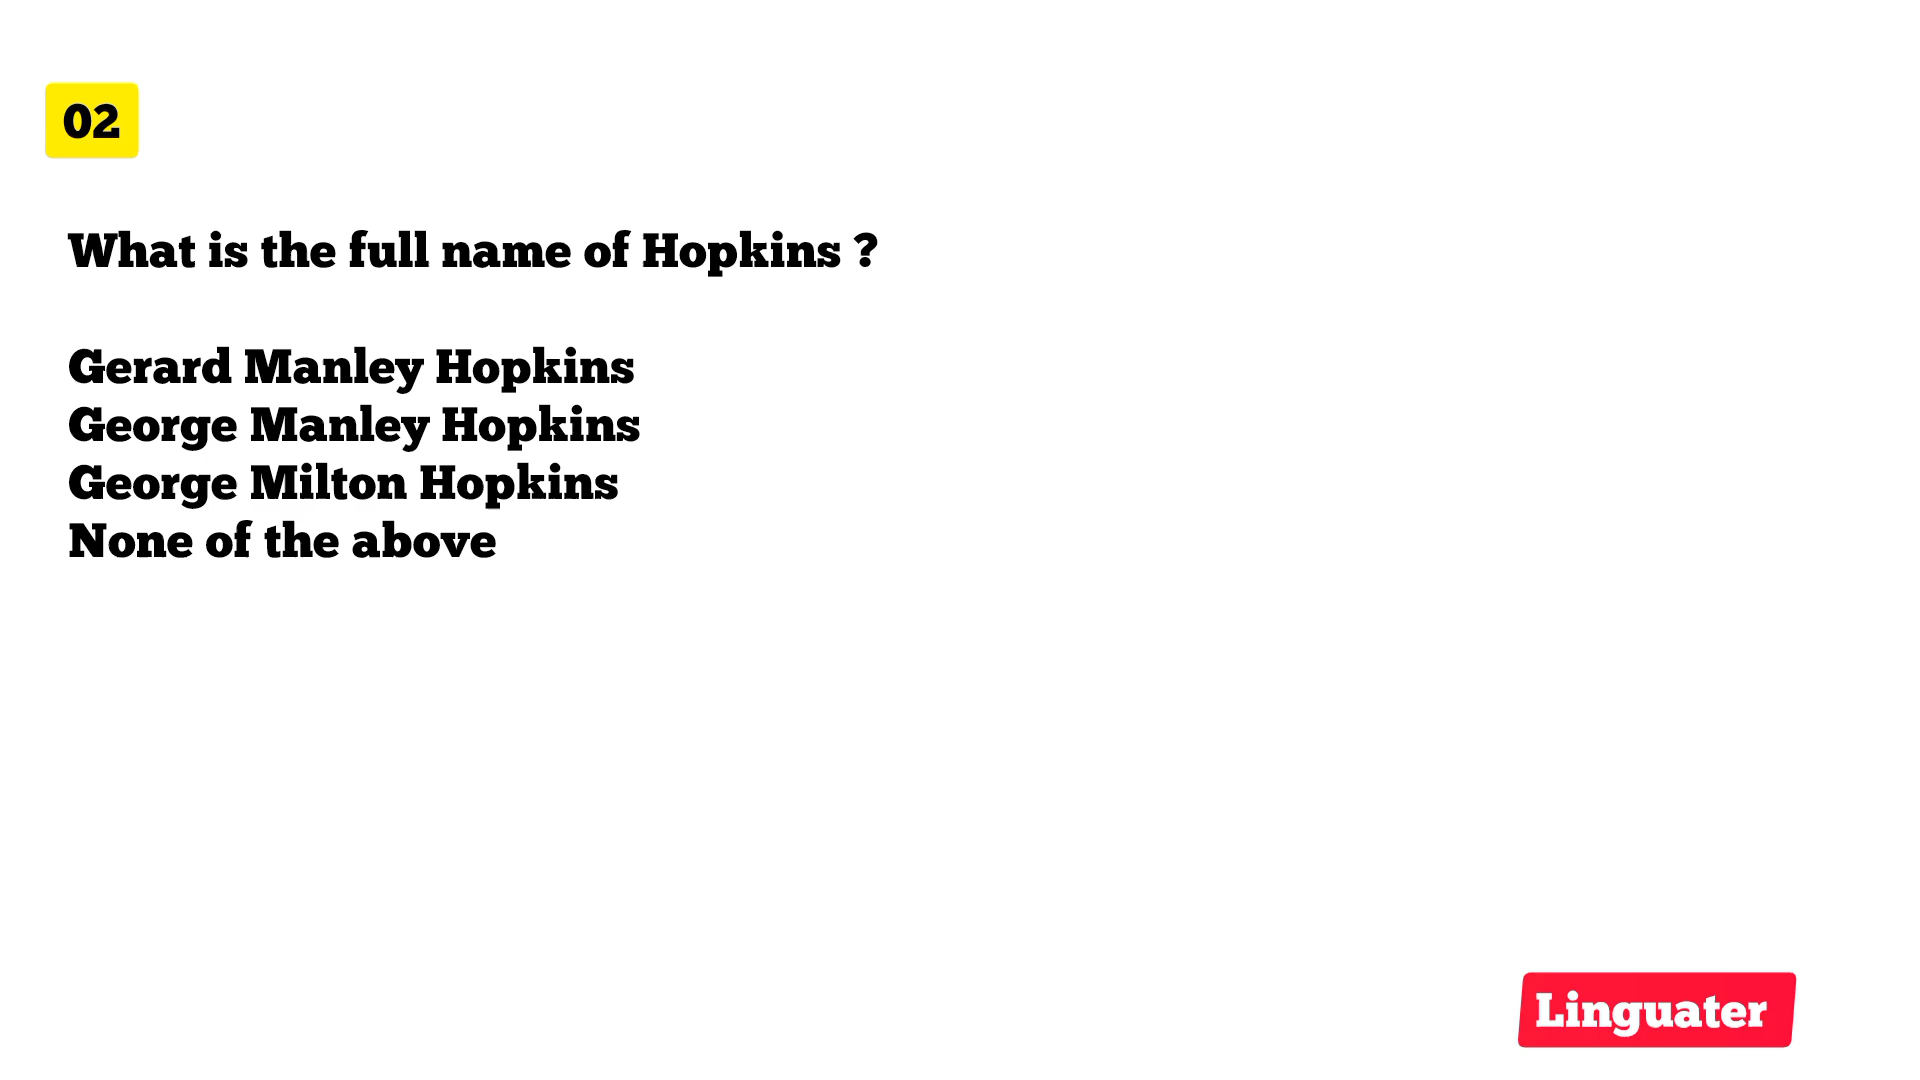 02
What is the full name of Hopkins ?
Gerard Manley Hopkins
George Manley Hopkins
George Milton Hopkins
None of the above
Linguater